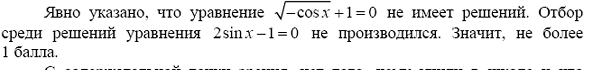 Явно указано, что уравнение √(−cos x) + 1 = 0 не имеет решений. Отбор
среди решений уравнения 2sin x − 1 = 0 не производился. Значит, не более
1 балла.